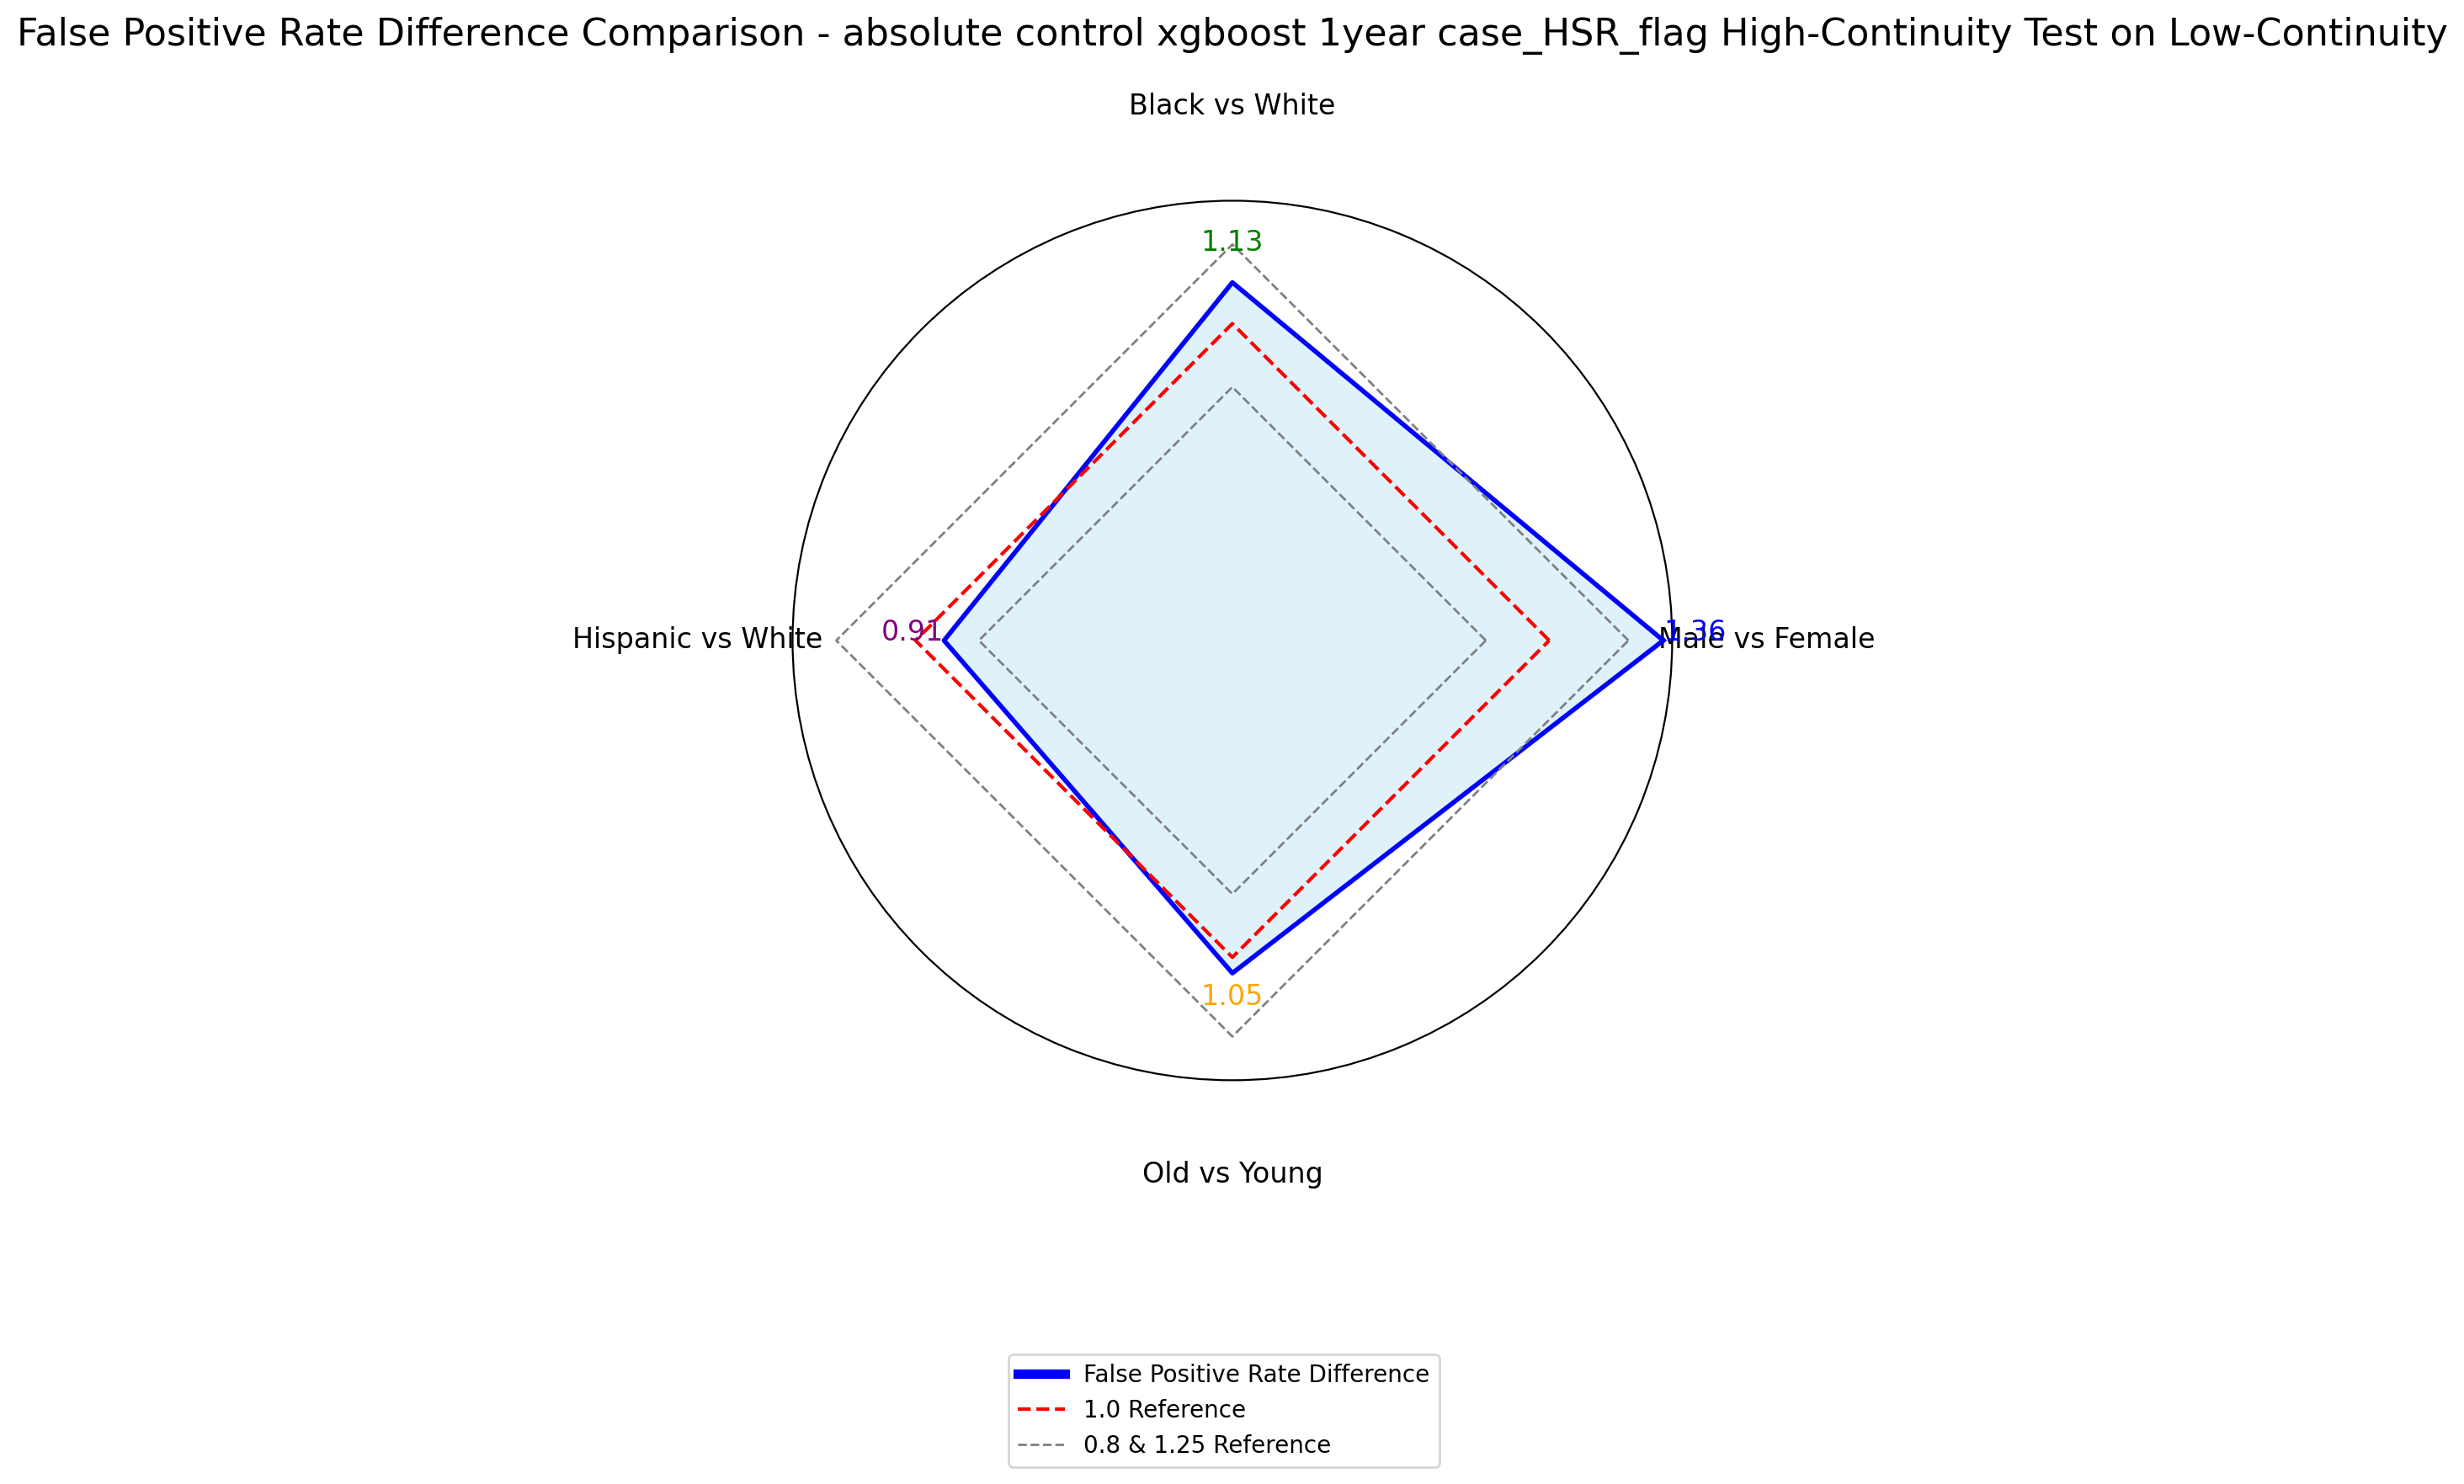 False Positive Rate Difference Comparison - absolute control xgboost 1year case_HSR_flag High-Continuity Test on Low-Continuity
Black vs White
1.13
Hispanic vs White
0.91
Male vs Female
1.36
1.05
Old vs Young
False Positive Rate Difference
1.0 Reference
0.8 & 1.25 Reference